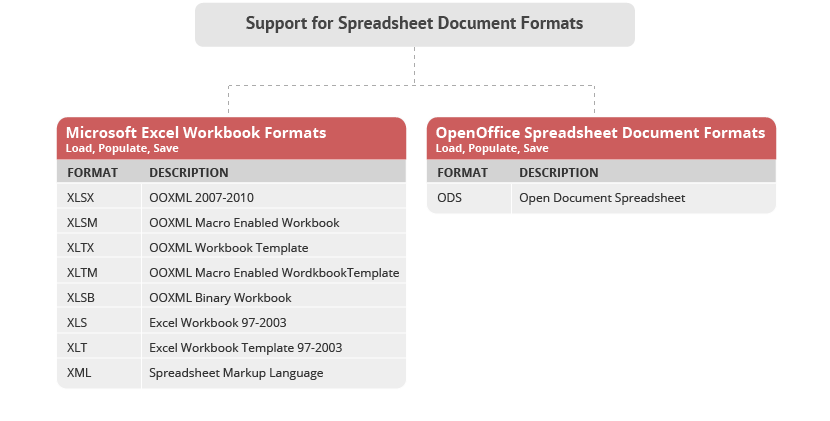 Support for Spreadsheet Document Formats
Microsoft Excel Workbook Formats
Load, Populate, Save
FORMAT DESCRIPTION
XLSX OOXML 2007-2010
XLSM OOXML Macro Enabled Workbook
XLTX OOXML Workbook Template
XLTM OOXML Macro Enabled WordkbookTemplate
XLSB OOXML Binary Workbook
XLS Excel Workbook 97-2003
XLT Excel Workbook Template 97-2003
XML Spreadsheet Markup Language
OpenOffice Spreadsheet Document Formats
Load, Populate, Save
FORMAT DESCRIPTION
ODS Open Document Spreadsheet